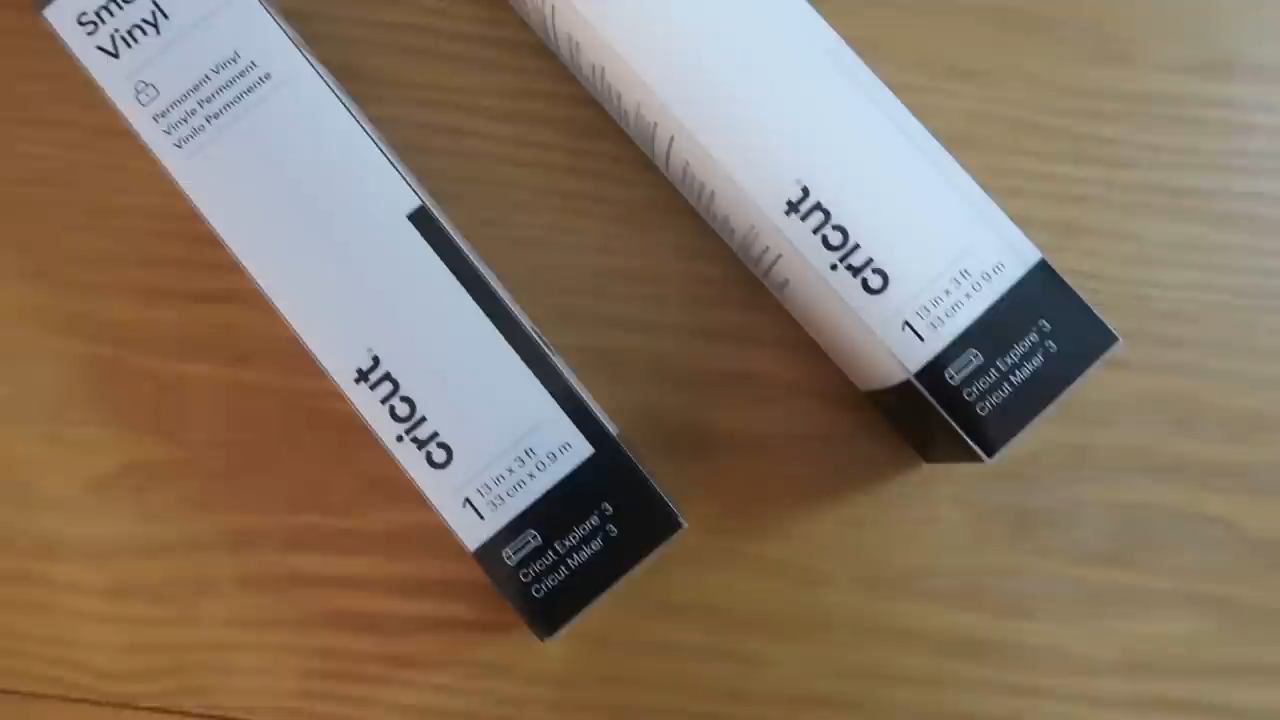 Vinyl
Permanent Vinyl
Vinyle Permanent
Vinilo Permanente
cricut
1 13 in x 3 ft
33 cm x 0.9 m
Cricut Explore® 3
Cricut Maker® 3
cricut
1 13 in x 3 ft
33 cm x 0.9 m
Cricut Explore® 3
Cricut Maker® 3